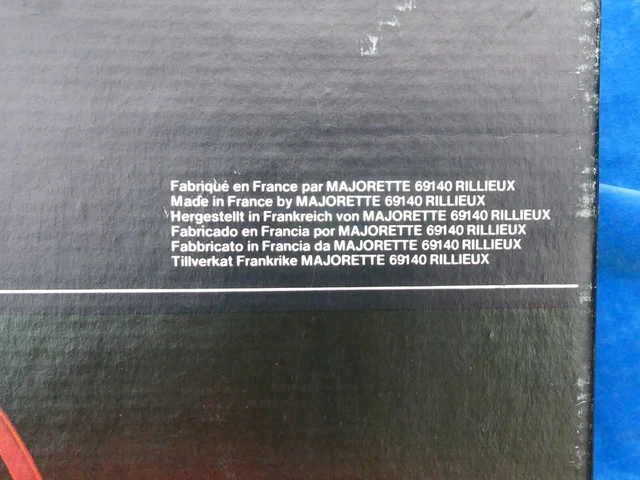 Fabriqué en France par MAJORETTE 69140 RILLIEUX
Made in France by MAJORETTE 69140 RILLIEUX
Hergestellt in Frankreich von MAJORETTE 69140 RILLIEUX
Fabricado en Francia por MAJORETTE 69140 RILLIEUX
Fabbricato in Francia da MAJORETTE 69140 RILLIEUX
Tillverkat Frankrike MAJORETTE 69140 RILLIEUX